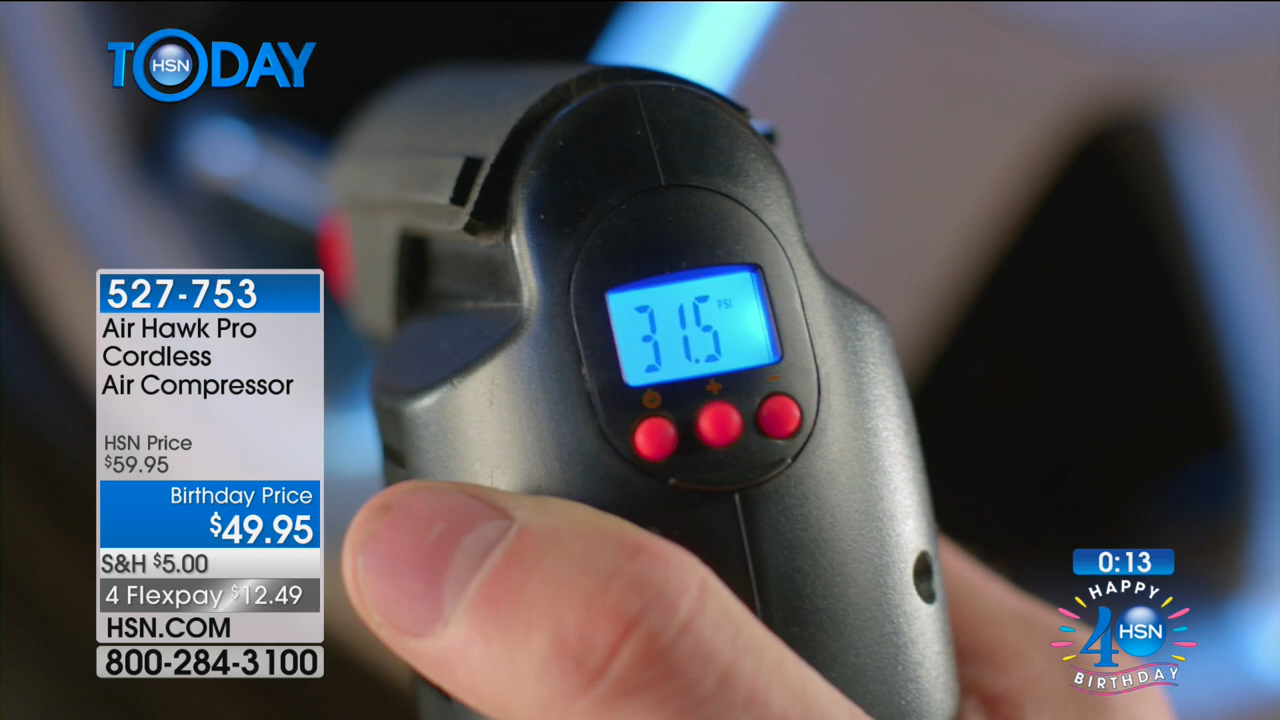 TODAY
HSN
527-753
Air Hawk Pro
Cordless
Air Compressor
HSN Price
$59.95
Birthday Price
$49.95
S&H $5.00
4 Flexpay $12.49
HSN.COM
800-284-3100
31.5 PSI
+
-
0:13
HAPPY
40
HSN
BIRTHDAY